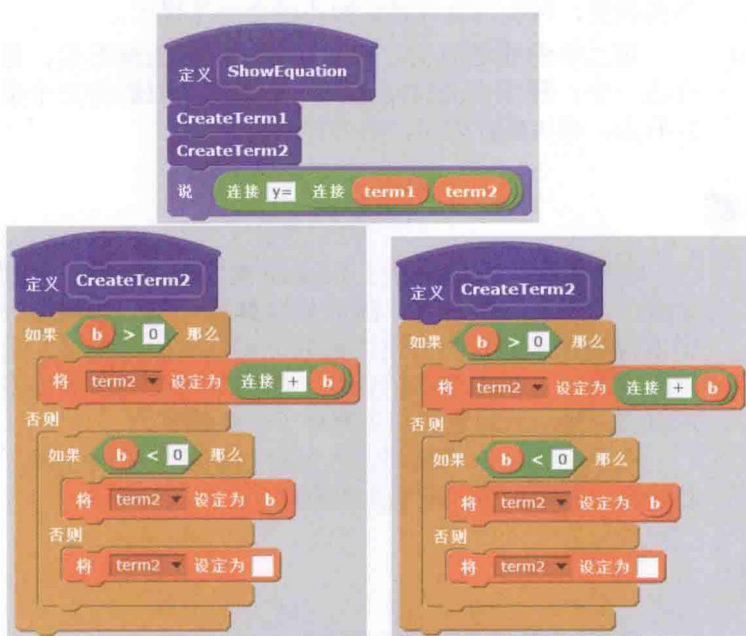 定义 ShowEquation
CreateTerm1
CreateTerm2
说 连接 y= 连接 term1 term2
定义 CreateTerm2
如果 b > 0 那么
将 term2 设定为 连接 + b
否则
如果 b < 0 那么
将 term2 设定为 b
否则
将 term2 设定为
定义 CreateTerm2
如果 b > 0 那么
将 term2 设定为 连接 + b
否则
如果 b < 0 那么
将 term2 设定为 b
否则
将 term2 设定为